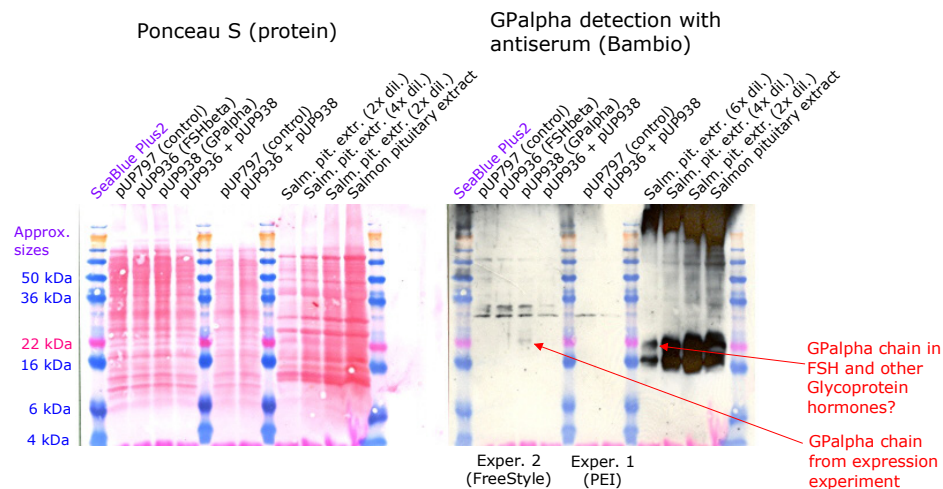 Ponceau S (protein)
GPalpha detection with
antiserum (Bambio)
SeaBlue Plus2
pUP797 (Control)
pUP936 (FSHbeta)
pUP938 (GPalpha)
pUP936 + pUP938
pUP797 (control)
pUP936 + pUP938
Salm. pit. extr. (2x dil.)
Salm. pit. extr. (4x dil.)
Salm. pit. extr. (2x dil.)
Salmon pituitary extract
SeaBlue Plus2
pUP797 (Control)
pUP936 (FSHbeta)
pUP938 (GPalpha)
pUP936 + pUP938
pUP797 (control)
pUP936 + pUP938
Salm. pit. extr. (6x dil.)
Salm. pit. extr. (4x dil.)
Salm. pit. extr. (2x dil.)
Salmon pituitary extract
Approx.
sizes
50 kDa
36 kDa
22 kDa
16 kDa
6 kDa
4 kDa
GPalpha chain in
FSH and other
Glycoprotein
hormones?
GPalpha chain
from expression
experiment
Exper. 2
(FreeStyle)
Exper. 1
(PEI)